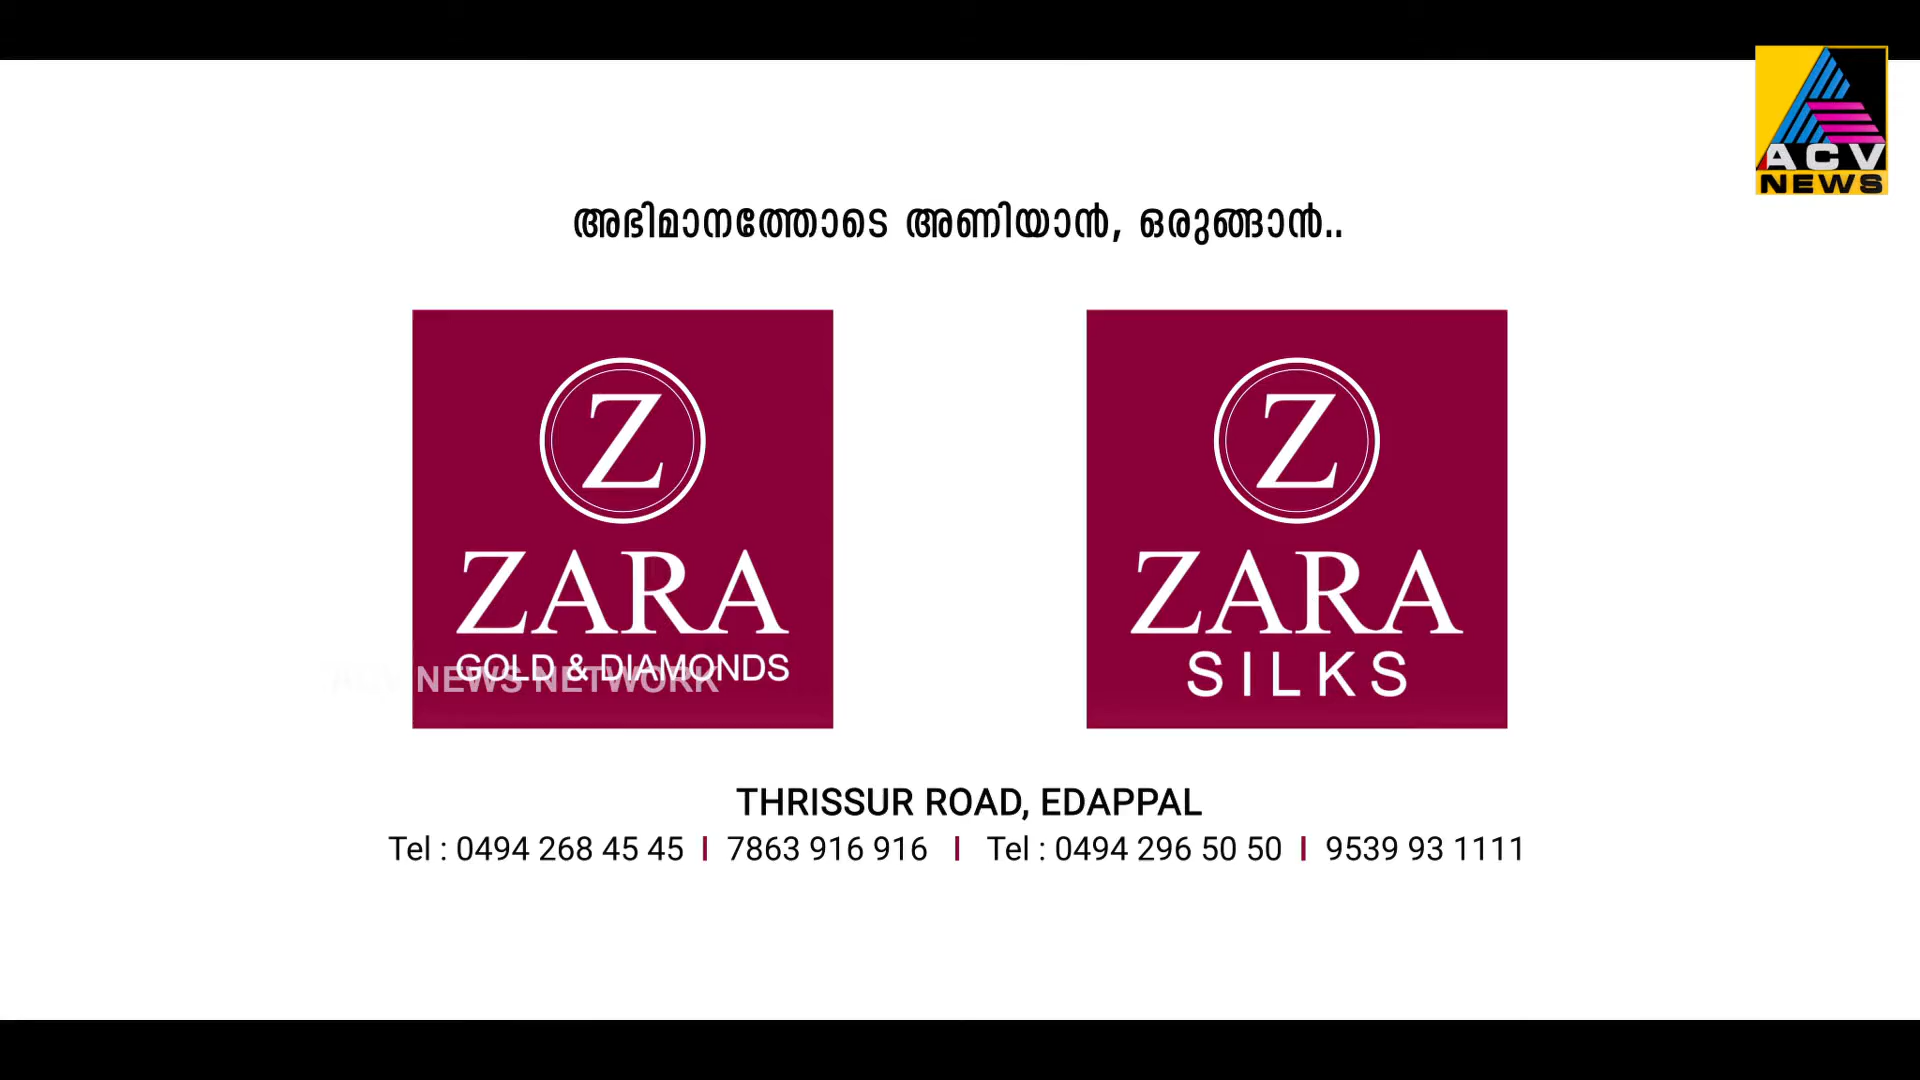 ACV
NEWS
അഭിമാനത്തോടെ അണിയാൻ, ഒരുങ്ങാൻ..
Z
ZARA
GOLD & DIAMONDS
ACV NEWS NETWORK
Z
ZARA
SILKS
THRISSUR ROAD, EDAPPAL
Tel : 0494 268 45 45 | 7863 916 916 | Tel : 0494 296 50 50 | 9539 93 1111